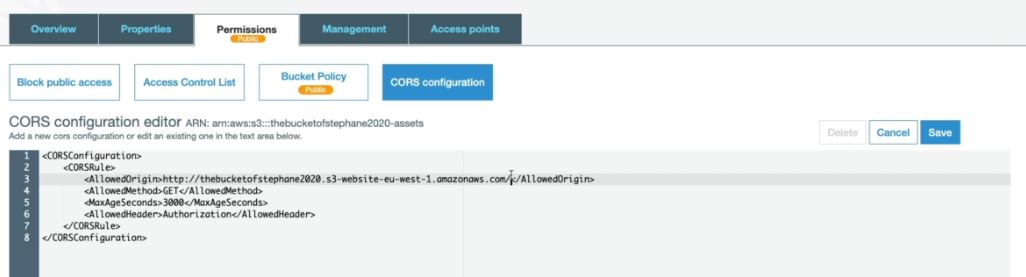 Overview Properties Permissions Management Access points
Public
Block public access Access Control List Bucket Policy CORS configuration
Public
CORS configuration editor ARN: arn:aws:s3:::thebucketofstephane2020-assets
Add a new cors configuration or edit an existing one in the text area below.
Delete Cancel Save
1 <CORSConfiguration>
2 <CORSRule>
3 <AllowedOrigin>http://thebucketofstephane2020.s3-website-eu-west-1.amazonaws.com/</AllowedOrigin>
4 <AllowedMethod>GET</AllowedMethod>
5 <MaxAgeSeconds>3000</MaxAgeSeconds>
6 <AllowedHeader>Authorization</AllowedHeader>
7 </CORSRule>
8 </CORSConfiguration>